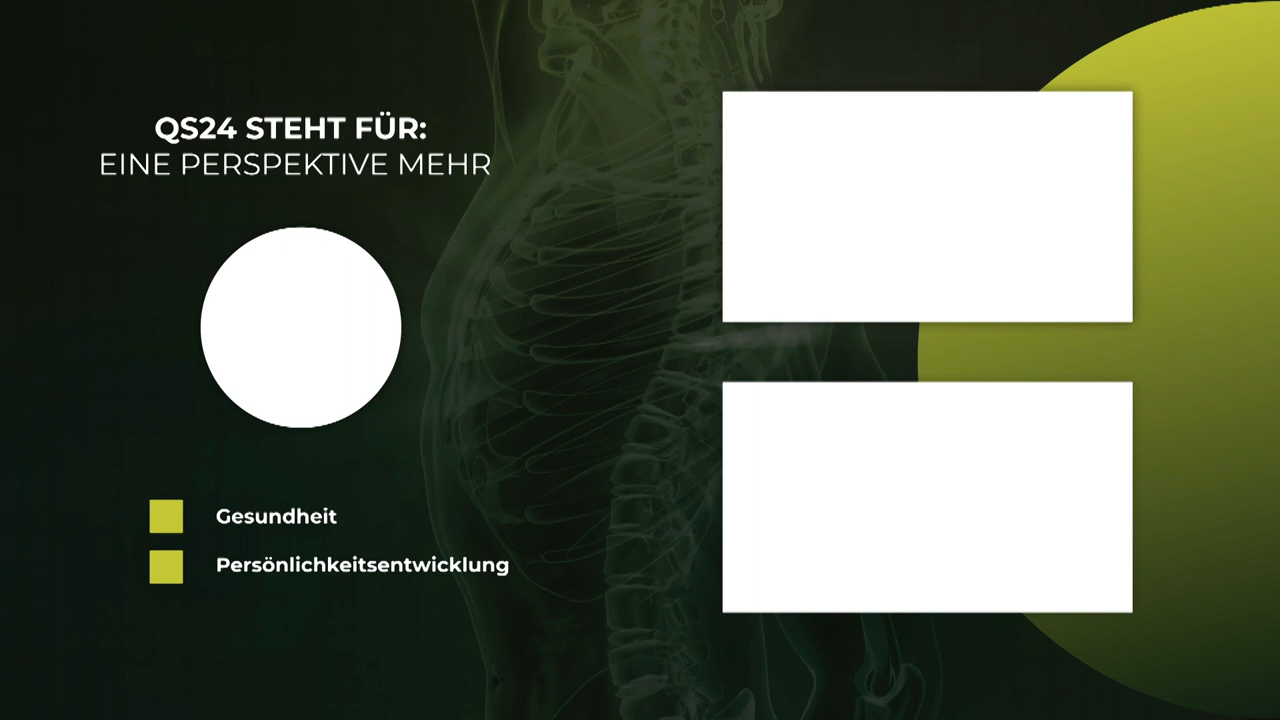 QS24 STEHT FÜR:
EINE PERSPEKTIVE MEHR
Gesundheit
Persönlichkeitsentwicklung